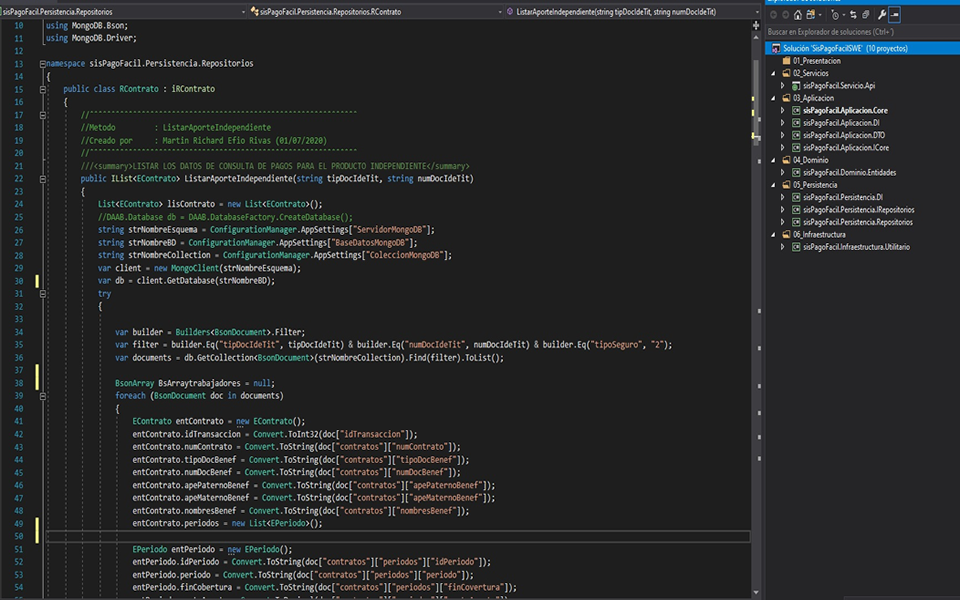 sisPagoFacil.Persistencia.Repositorios
sisPagoFacil.Persistencia.Repositorios.RContrato
ListarAporteIndependiente(string tipDocIdeTit, string numDocIdeTit)
10 using MongoDB.Bson;
11 using MongoDB.Driver;
12
13 namespace sisPagoFacil.Persistencia.Repositorios
14 {
15 public class RContrato : iRContrato
16 {
17 //--------------------------------------------------------------
18 //Metodo : ListarAporteIndependiente
19 //Creado por : Martin Richard Efio Rivas (01/07/2020)
20 //--------------------------------------------------------------
21 ///<summary>LISTAR LOS DATOS DE CONSULTA DE PAGOS PARA EL PRODUCTO INDEPENDIENTE</summary>
22 public IList<EContrato> ListarAporteIndependiente(string tipDocIdeTit, string numDocIdeTit)
23 {
24 List<EContrato> lisContrato = new List<EContrato>();
25 //DAAB.Database db = DAAB.DatabaseFactory.CreateDatabase();
26 string strNombreEsquema = ConfigurationManager.AppSettings["ServidorMongoDB"];
27 string strNombreBD = ConfigurationManager.AppSettings["BaseDatosMongoDB"];
28 string strNombreCollection = ConfigurationManager.AppSettings["ColeccionMongoDB"];
29 var client = new MongoClient(strNombreEsquema);
30 var db = client.GetDatabase(strNombreBD);
31 try
32 {
33
34 var builder = Builders<BsonDocument>.Filter;
35 var filter = builder.Eq("tipDocIdeTit", tipDocIdeTit) & builder.Eq("numDocIdeTit", numDocIdeTit) & builder.Eq("tipoSeguro", "2");
36 var documents = db.GetCollection<BsonDocument>(strNombreCollection).Find(filter).ToList();
37
38 BsonArray BsArraytrabajadores = null;
39 foreach (BsonDocument doc in documents)
40 {
41 EContrato entContrato = new EContrato();
42 entContrato.idTransaccion = Convert.ToInt32(doc["idTransaccion"]);
43 entContrato.numContrato = Convert.ToString(doc["contratos"]["numContrato"]);
44 entContrato.tipoDocBenef = Convert.ToString(doc["contratos"]["tipoDocBenef"]);
45 entContrato.numDocBenef = Convert.ToString(doc["contratos"]["numDocBenef"]);
46 entContrato.apePaternoBenef = Convert.ToString(doc["contratos"]["apePaternoBenef"]);
47 entContrato.apeMaternoBenef = Convert.ToString(doc["contratos"]["apeMaternoBenef"]);
48 entContrato.nombresBenef = Convert.ToString(doc["contratos"]["nombresBenef"]);
49 entContrato.periodos = new List<EPeriodo>();
50
51 EPeriodo entPeriodo = new EPeriodo();
52 entPeriodo.idPeriodo = Convert.ToString(doc["contratos"]["periodos"]["idPeriodo"]);
53 entPeriodo.periodo = Convert.ToString(doc["contratos"]["periodos"]["periodo"]);
54 entPeriodo.finCobertura = Convert.ToString(doc["contratos"]["periodos"]["finCovertura"]);
Buscar en Explorador de soluciones (Ctrl+¨)
Solución 'SisPagoFacilSWE' (10 proyectos)
01_Presentacion
02_Servicios
sisPagoFacil.Servicio.Api
03_Aplicacion
sisPagoFacil.Aplicacion.Core
sisPagoFacil.Aplicacion.DI
sisPagoFacil.Aplicacion.DTO
sisPagoFacil.Aplicacion.ICore
04_Dominio
sisPagoFacil.Dominio.Entidades
05_Persistencia
sisPagoFacil.Persistencia.DI
sisPagoFacil.Persistencia.IRepositorios
sisPagoFacil.Persistencia.Repositorios
06_Infraestructura
sisPagoFacil.Infraestructura.Utilitario